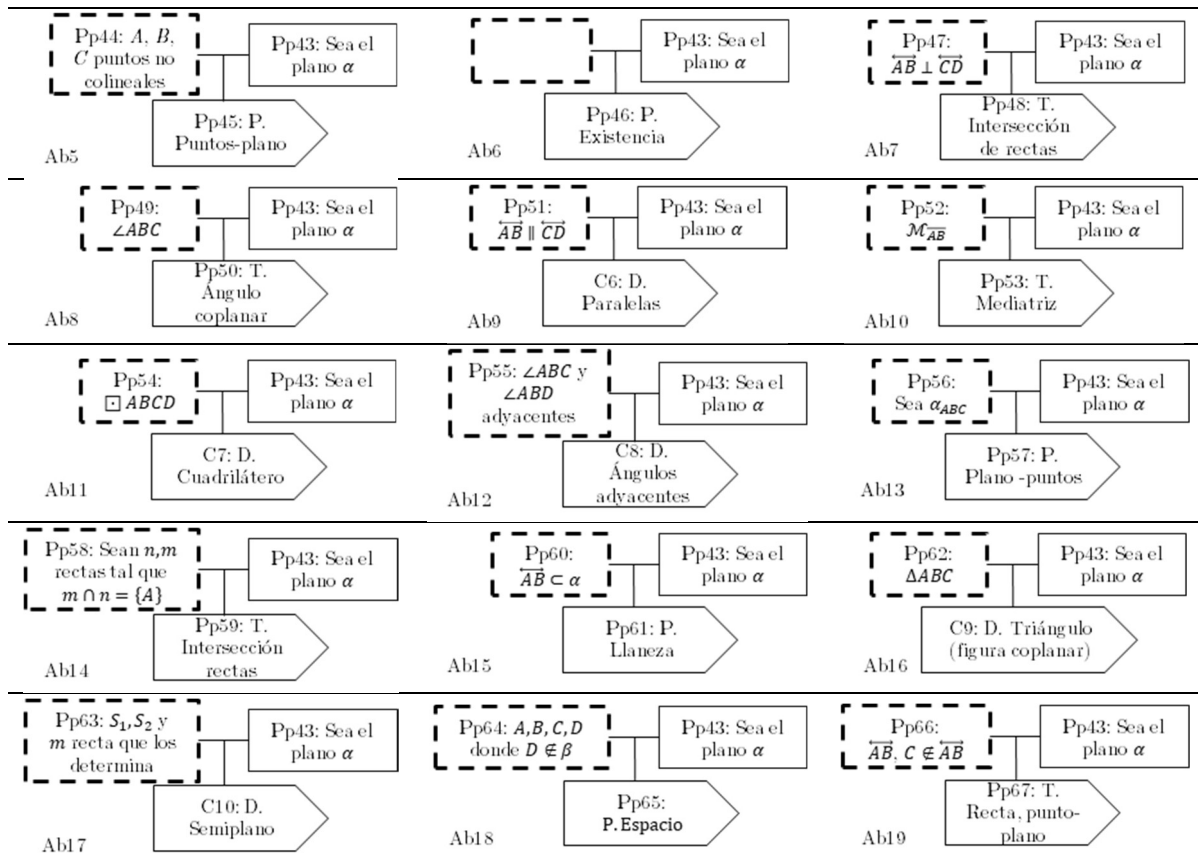 Pp44: A, B,
C puntos no
colineales
Pp43: Sea el
plano α
Pp45: P.
Puntos-plano
Ab5
Pp43: Sea el
plano α
Pp46: P.
Existencia
Ab6
Pp47:
AB ⊥ CD
Pp43: Sea el
plano α
Pp48: T.
Intersección
de rectas
Ab7
Pp49:
∠ABC
Pp43: Sea el
plano α
Pp50: T.
Ángulo
coplanar
Ab8
Pp51:
AB ∥ CD
Pp43: Sea el
plano α
C6: D.
Paralelas
Ab9
Pp52:
ℳAB
Pp43: Sea el
plano α
Pp53: T.
Mediatriz
Ab10
Pp54:
⊡ ABCD
Pp43: Sea el
plano α
C7: D.
Cuadrilátero
Ab11
Pp55: ∠ABC y
∠ABD
adyacentes
Pp43: Sea el
plano α
C8: D.
Ángulos
adyacentes
Ab12
Pp56:
Sea α_ABC
Pp43: Sea el
plano α
Pp57: P.
Plano -puntos
Ab13
Pp58: Sean n,m
rectas tal que
m ∩ n = {A}
Pp43: Sea el
plano α
Pp59: T.
Intersección
rectas
Ab14
Pp60:
AB ⊂ α
Pp43: Sea el
plano α
Pp61: P.
Llaneza
Ab15
Pp62:
ΔABC
Pp43: Sea el
plano α
C9: D. Triángulo
(figura coplanar)
Ab16
Pp63: S₁,S₂ y
m recta que los
determina
Pp43: Sea el
plano α
C10: D.
Semiplano
Ab17
Pp64: A,B,C,D
donde D ∉ β
Pp43: Sea el
plano α
Pp65:
P. Espacio
Ab18
Pp66:
AB, C ∉ AB
Pp43: Sea el
plano α
Pp67: T.
Recta, punto-
plano
Ab19